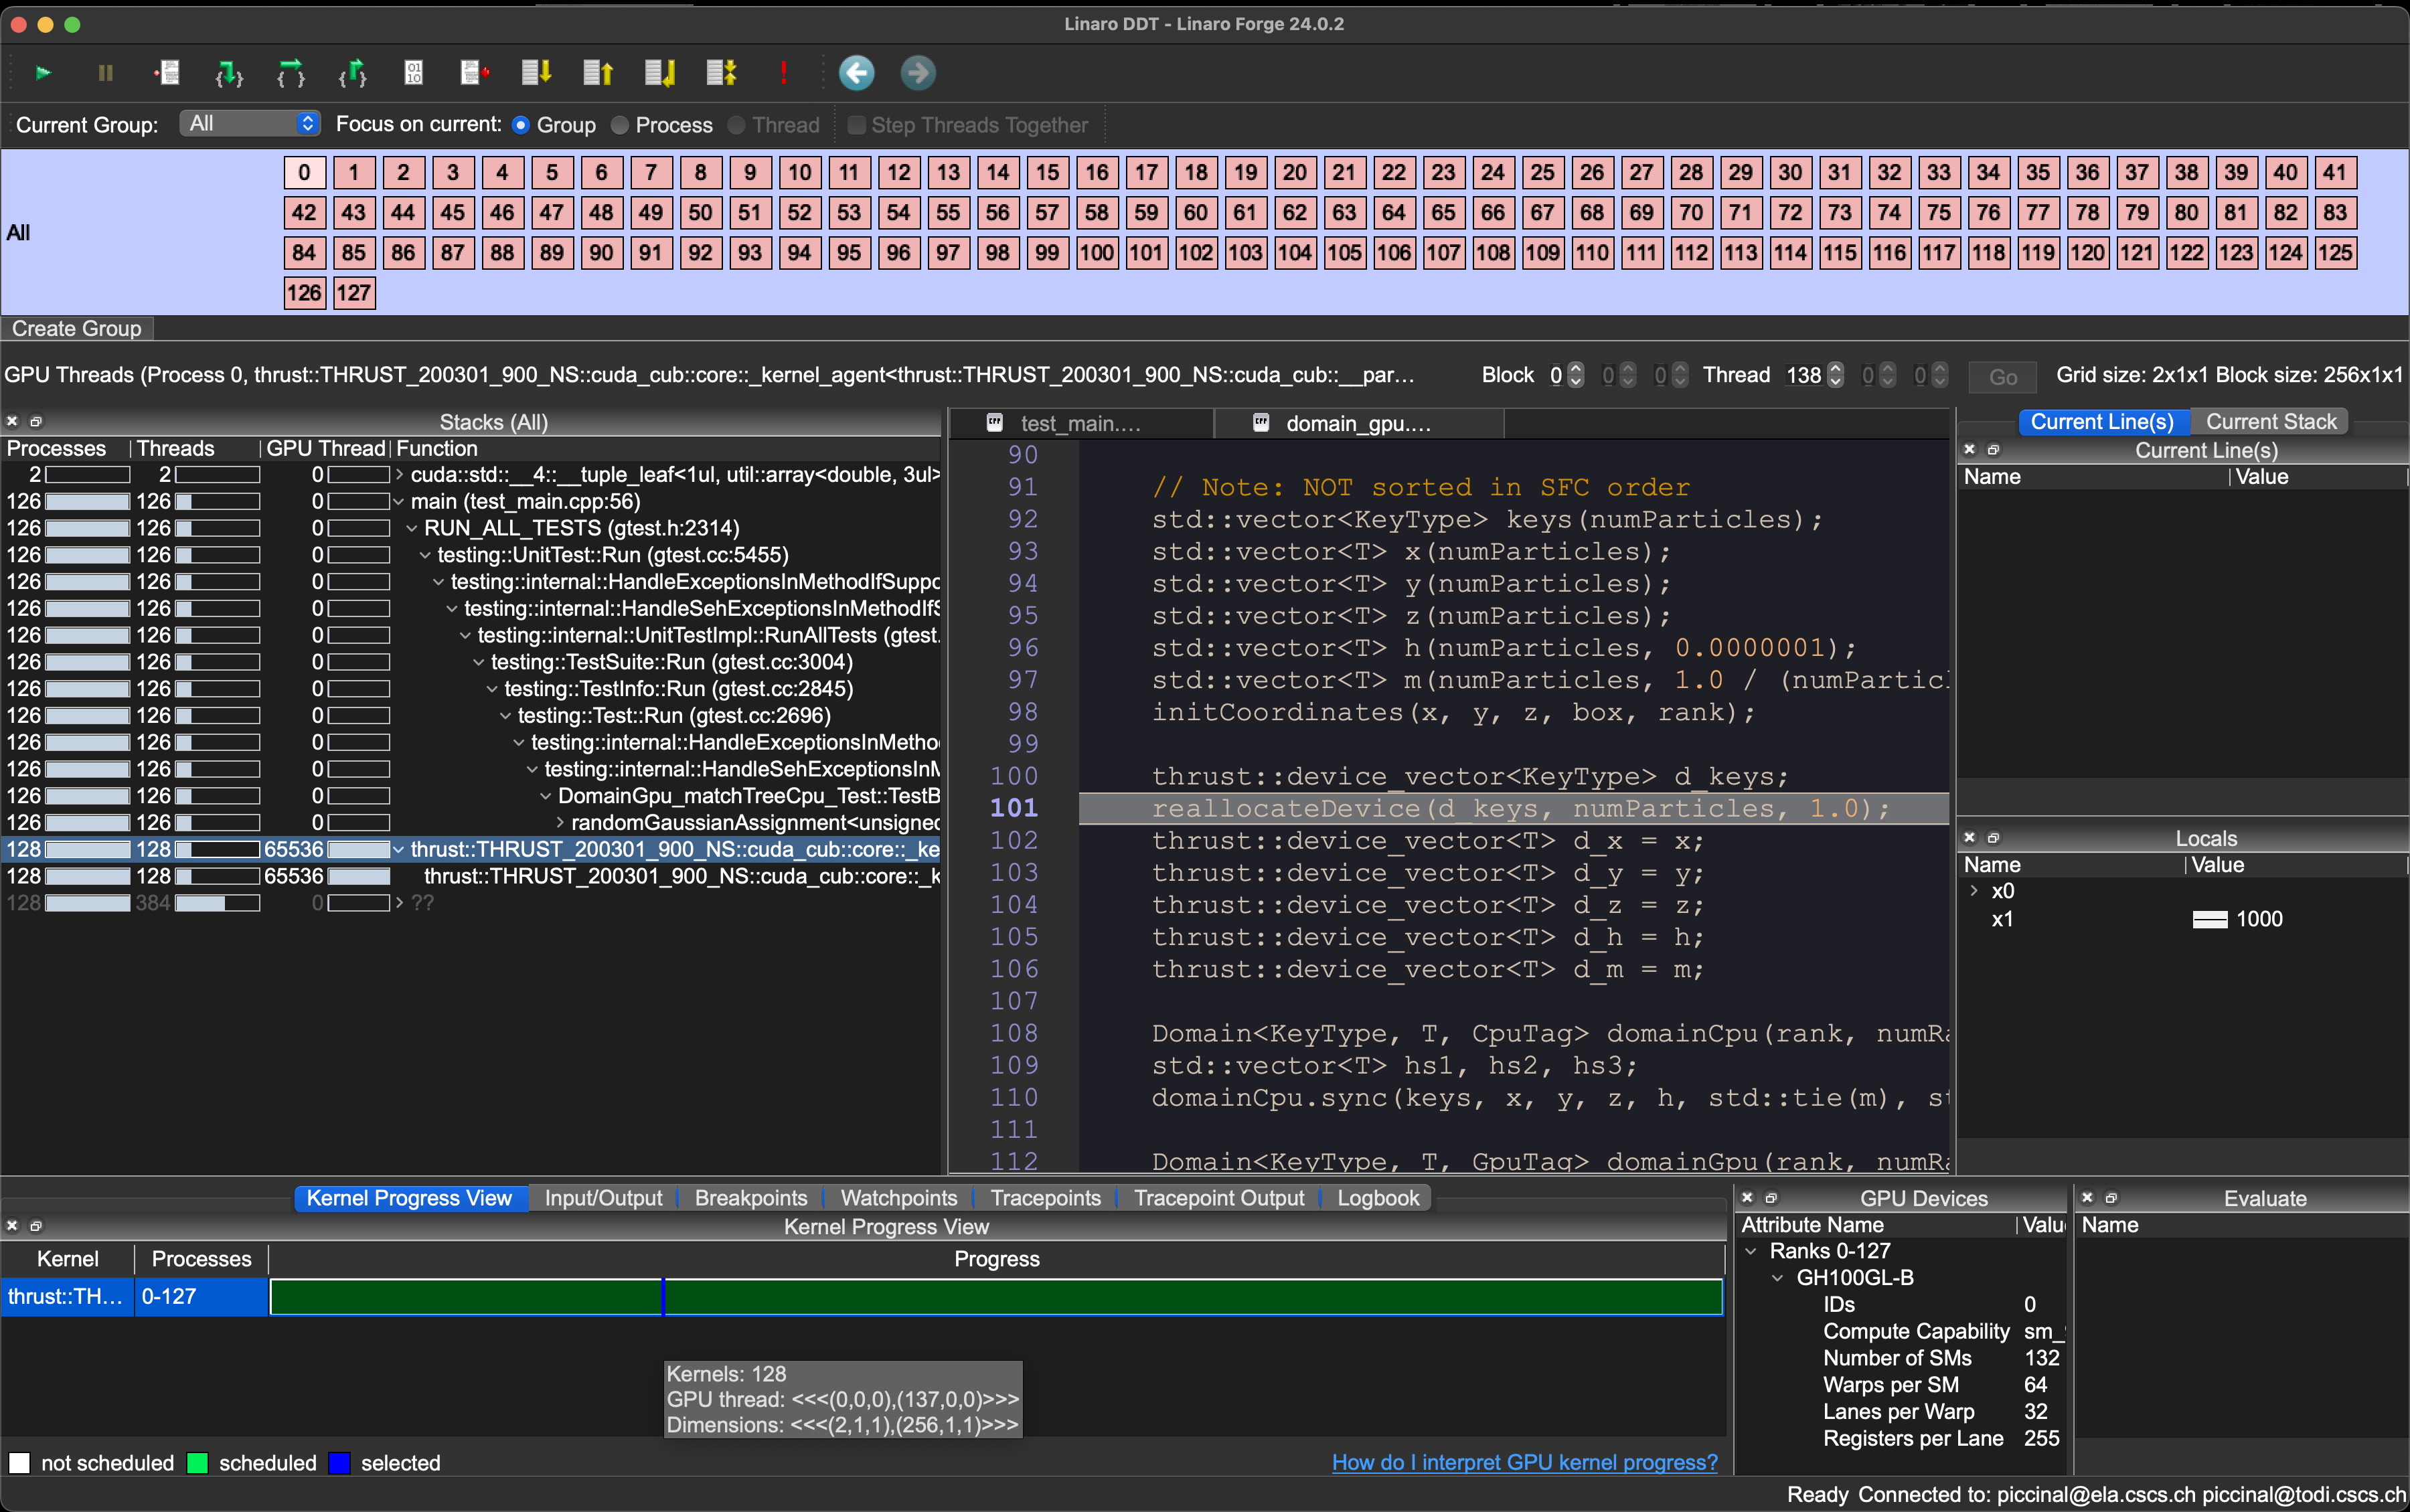 Linaro DDT - Linaro Forge 24.0.2
Current Group: All Focus on current: Group Process Thread Step Threads Together
0 1 2 3 4 5 6 7 8 9 10 11 12 13 14 15 16 17 18 19 20 21 22 23 24 25 26 27 28 29 30 31 32 33 34 35 36 37 38 39 40 41
42 43 44 45 46 47 48 49 50 51 52 53 54 55 56 57 58 59 60 61 62 63 64 65 66 67 68 69 70 71 72 73 74 75 76 77 78 79 80 81 82 83
All
84 85 86 87 88 89 90 91 92 93 94 95 96 97 98 99 100 101 102 103 104 105 106 107 108 109 110 111 112 113 114 115 116 117 118 119 120 121 122 123 124 125
126 127
Create Group
GPU Threads (Process 0, thrust::THRUST_200301_900_NS::cuda_cub::core::_kernel_agent<thrust::THRUST_200301_900_NS::cuda_cub::__par... Block 0 0 0 Thread 138 0 0 Go Grid size: 2x1x1 Block size: 256x1x1
Stacks (All)
Processes Threads GPU Thread Function
2 2 0 cuda::std::__4::__tuple_leaf<1ul, util::array<double, 3ul>
126 126 0 main (test_main.cpp:56)
126 126 0 RUN_ALL_TESTS (gtest.h:2314)
126 126 0 testing::UnitTest::Run (gtest.cc:5455)
126 126 0 testing::internal::HandleExceptionsInMethodIfSuppo
126 126 0 testing::internal::HandleSehExceptionsInMethodIfS
126 126 0 testing::internal::UnitTestImpl::RunAllTests (gtest.
126 126 0 testing::TestSuite::Run (gtest.cc:3004)
126 126 0 testing::TestInfo::Run (gtest.cc:2845)
126 126 0 testing::Test::Run (gtest.cc:2696)
126 126 0 testing::internal::HandleExceptionsInMetho
126 126 0 testing::internal::HandleSehExceptionsInM
126 126 0 DomainGpu_matchTreeCpu_Test::TestB
126 126 0 randomGaussianAssignment<unsigned
128 128 65536 thrust::THRUST_200301_900_NS::cuda_cub::core::_ke
128 128 65536 thrust::THRUST_200301_900_NS::cuda_cub::core::_k
128 384 0 ??
test_main.... domain_gpu....
90
91 // Note: NOT sorted in SFC order
92 std::vector<KeyType> keys(numParticles);
93 std::vector<T> x(numParticles);
94 std::vector<T> y(numParticles);
95 std::vector<T> z(numParticles);
96 std::vector<T> h(numParticles, 0.0000001);
97 std::vector<T> m(numParticles, 1.0 / (numPartic
98 initCoordinates(x, y, z, box, rank);
99
100 thrust::device_vector<KeyType> d_keys;
101 reallocateDevice(d_keys, numParticles, 1.0);
102 thrust::device_vector<T> d_x = x;
103 thrust::device_vector<T> d_y = y;
104 thrust::device_vector<T> d_z = z;
105 thrust::device_vector<T> d_h = h;
106 thrust::device_vector<T> d_m = m;
107
108 Domain<KeyType, T, CpuTag> domainCpu(rank, numRa
109 std::vector<T> hs1, hs2, hs3;
110 domainCpu.sync(keys, x, y, z, h, std::tie(m), st
111
112 Domain<KeyType, T, GpuTag> domainGpu(rank, numRa
Current Line(s) Current Stack
Current Line(s)
Name Value
Locals
Name Value
x0
x1 1000
Kernel Progress View Input/Output Breakpoints Watchpoints Tracepoints Tracepoint Output Logbook
Kernel Progress View
Kernel Processes Progress
thrust::TH... 0-127
Kernels: 128
GPU thread: <<<(0,0,0),(137,0,0)>>>
Dimensions: <<<(2,1,1),(256,1,1)>>>
not scheduled scheduled selected
How do I interpret GPU kernel progress?
GPU Devices
Attribute Name Valu
Ranks 0-127
GH100GL-B
IDs 0
Compute Capability sm_
Number of SMs 132
Warps per SM 64
Lanes per Warp 32
Registers per Lane 255
Evaluate
Name
Ready Connected to: piccinal@ela.cscs.ch piccinal@todi.cscs.ch